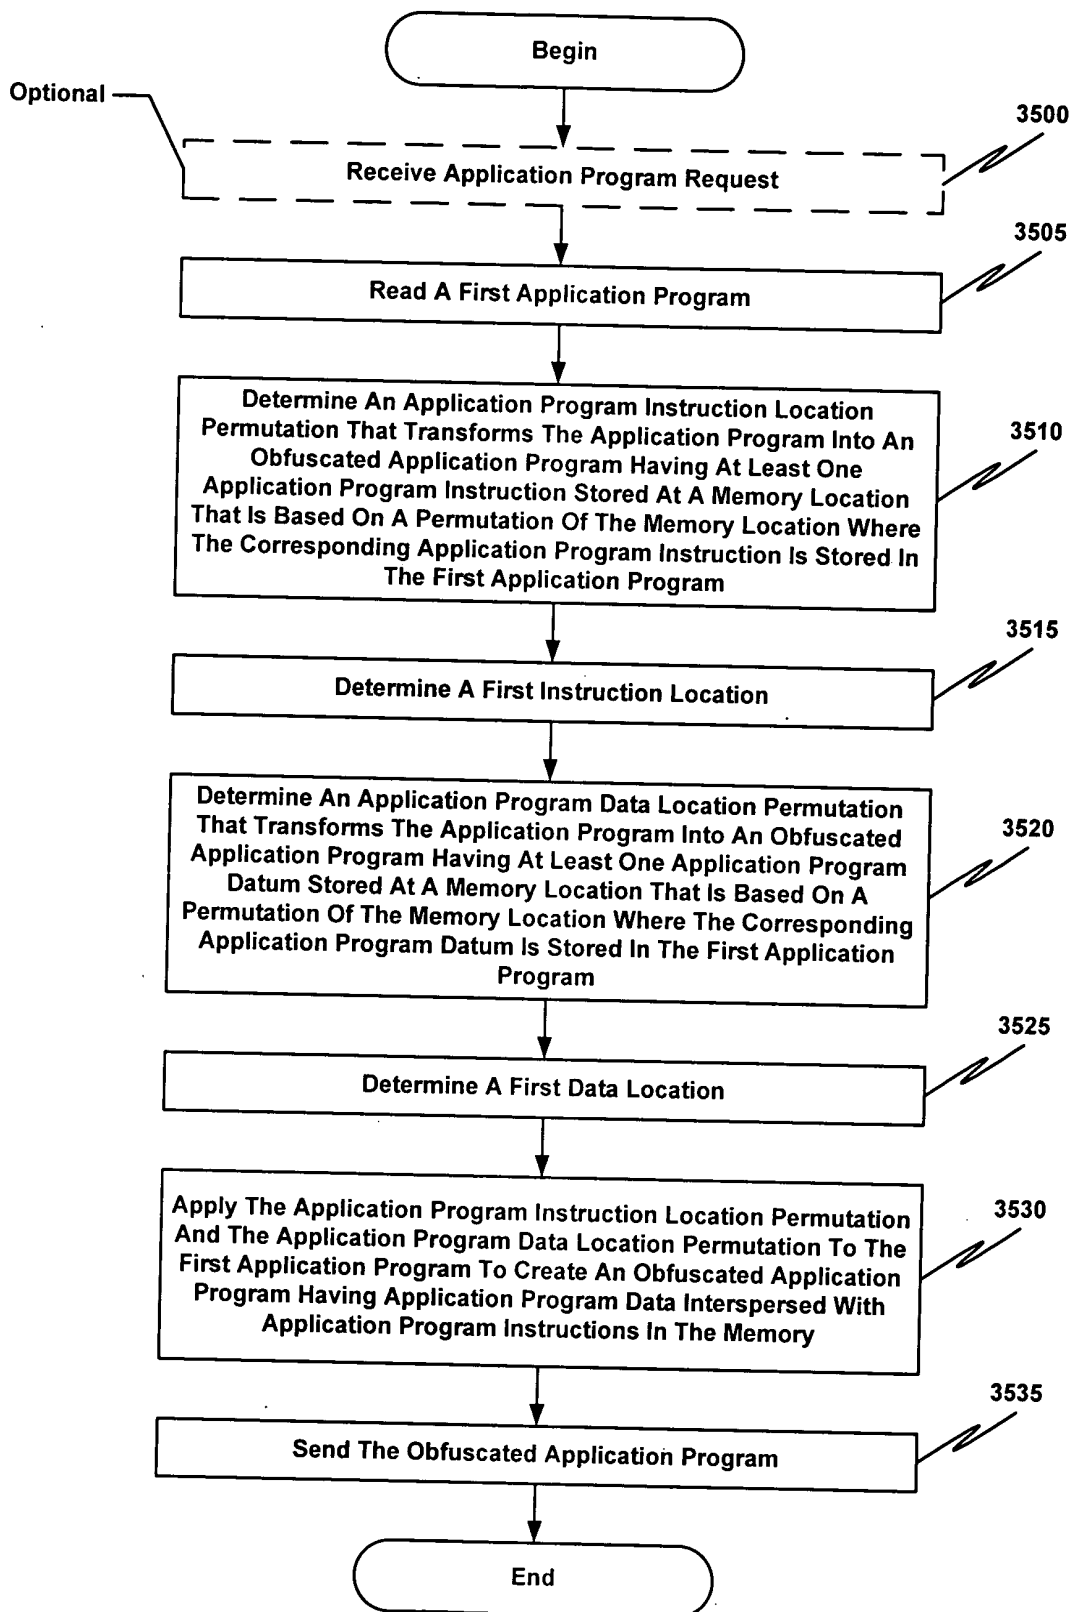 Begin
Optional
3500
Receive Application Program Request
3505
Read A First Application Program
Determine An Application Program Instruction Location
Permutation That Transforms The Application Program Into An
Obfuscated Application Program Having At Least One
Application Program Instruction Stored At A Memory Location
That Is Based On A Permutation Of The Memory Location Where
The Corresponding Application Program Instruction Is Stored In
The First Application Program
3510
3515
Determine A First Instruction Location
Determine An Application Program Data Location Permutation
That Transforms The Application Program Into An Obfuscated
Application Program Having At Least One Application Program
Datum Stored At A Memory Location That Is Based On A
Permutation Of The Memory Location Where The Corresponding
Application Program Datum Is Stored In The First Application
Program
3520
3525
Determine A First Data Location
Apply The Application Program Instruction Location Permutation
And The Application Program Data Location Permutation To The
First Application Program To Create An Obfuscated Application
Program Having Application Program Data Interspersed With
Application Program Instructions In The Memory
3530
3535
Send The Obfuscated Application Program
End